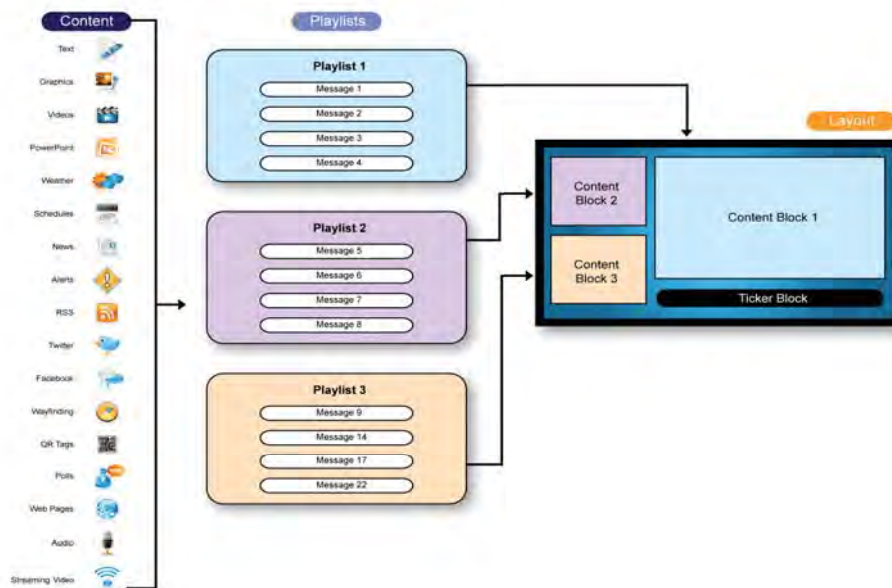 Content
Text
Graphics
Videos
PowerPoint
Weather
Schedules
News
Alerts
RSS
Twitter
Facebook
Wayfinding
QR Tags
Polls
Web Pages
Audio
Streaming Video
Playlists
Playlist 1
Message 1
Message 2
Message 3
Message 4
Playlist 2
Message 5
Message 6
Message 7
Message 8
Playlist 3
Message 9
Message 14
Message 17
Message 22
Layout
Content
Block 2
Content Block 1
Content
Block 3
Ticker Block